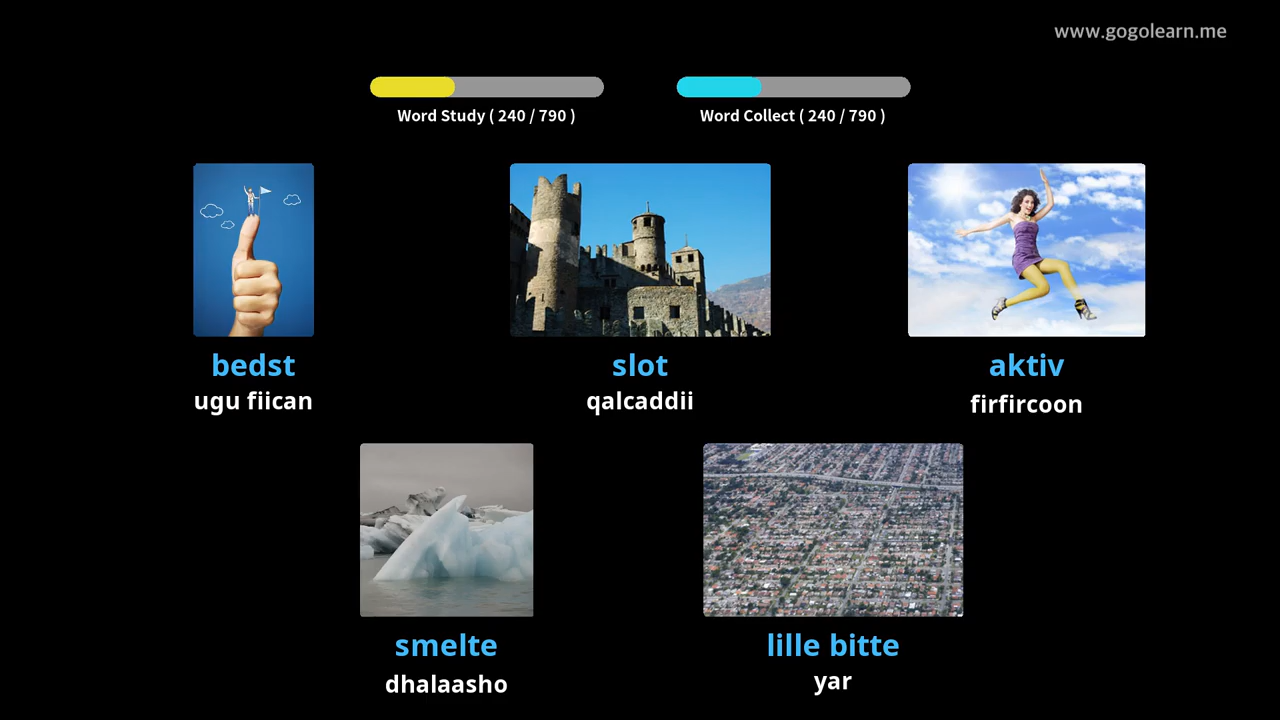 www.gogolearn.me
Word Study ( 240 / 790 )
Word Collect ( 240 / 790 )
bedst
ugu fiican
slot
qalcaddii
aktiv
firfircoon
smelte
dhalaasho
lille bitte
yar